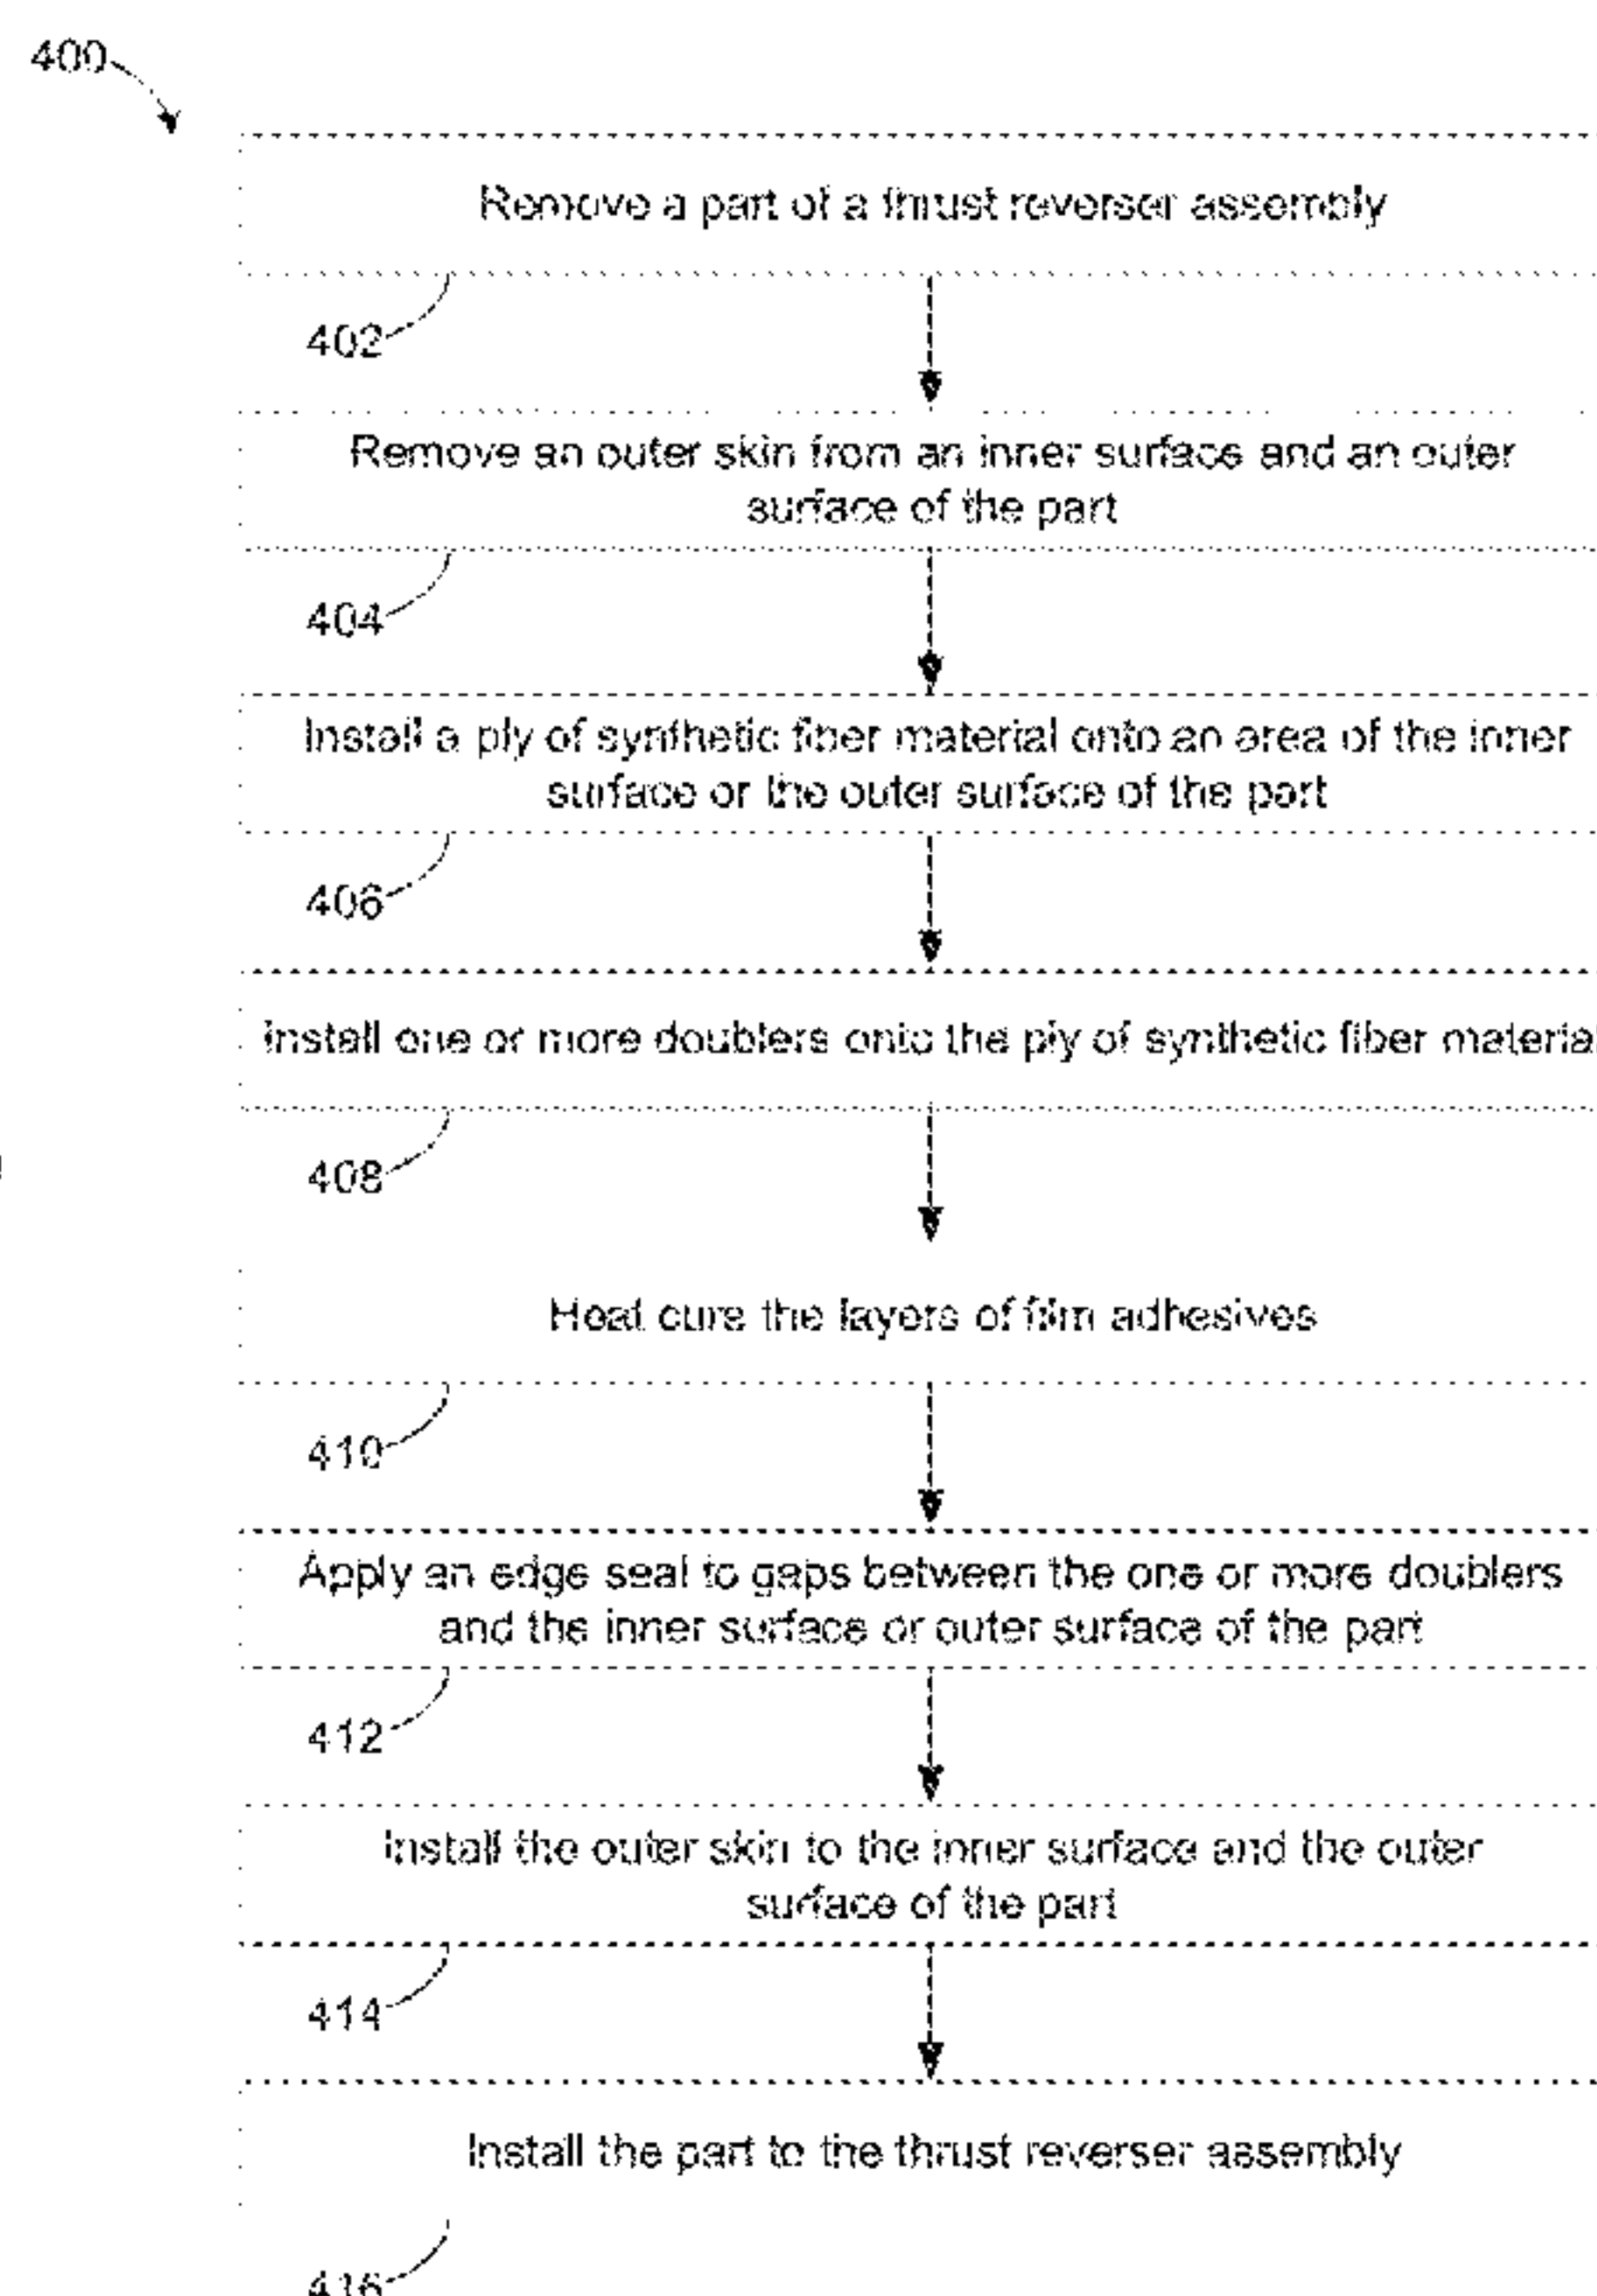 400
Remove a part of a thrust reverser assembly
402
Remove an outer skin from an inner surface and an outer
surface of the part
404
Install a ply of synthetic fiber material onto an area of the inner
surface or the outer surface of the part
406
Install one or more doublers onto the ply of synthetic fiber material
408
Heat cure the layers of film adhesives
410
Apply an edge seal to gaps between the one or more doublers
and the inner surface or outer surface of the part
412
Install the outer skin to the inner surface and the outer
surface of the part
414
Install the part to the thrust reverser assembly
416